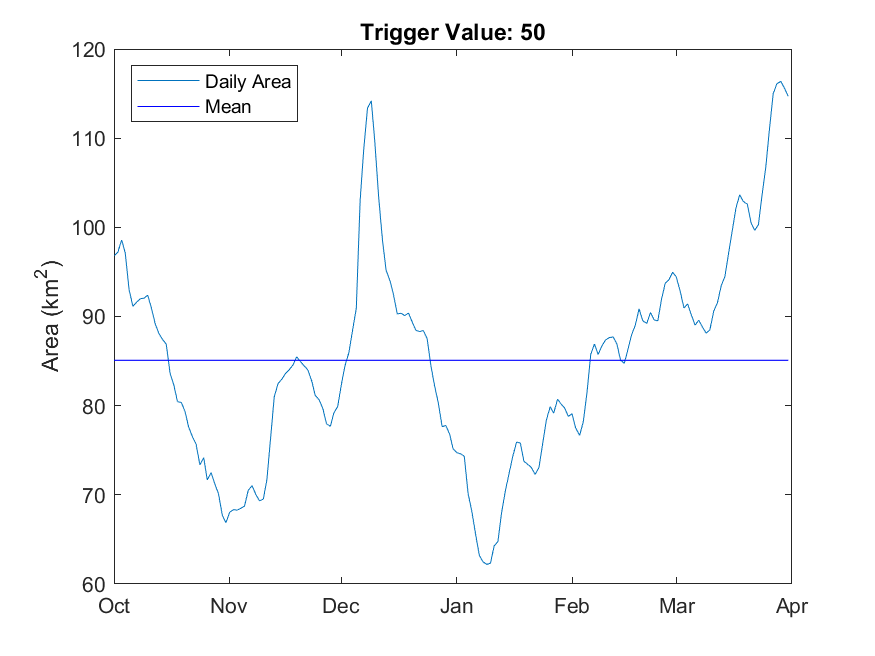 Trigger Value: 50
Daily Area
Mean
Area (km²)
120
110
100
90
80
70
60
Oct Nov Dec Jan Feb Mar Apr